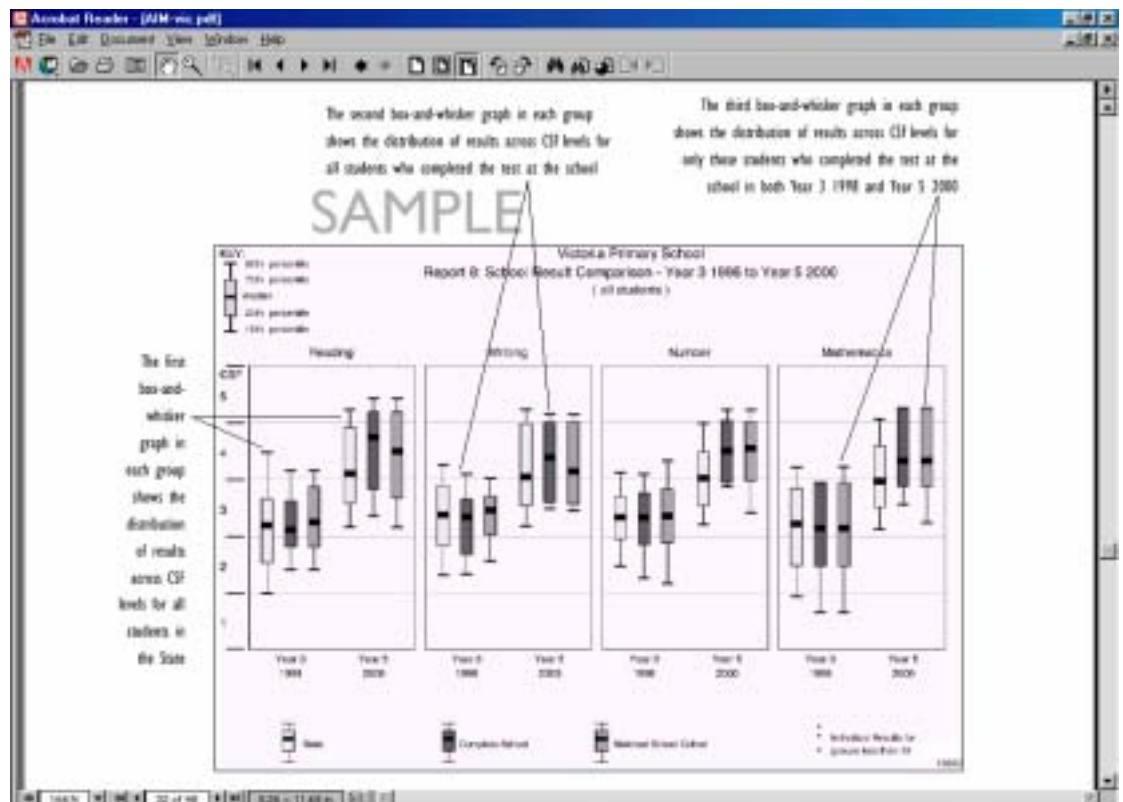 Acrobat Reader - [AIM-vic.pdf]
File Edit Document View Window Help
The second box-and-whisker graph in each group
shows the distribution of results across CSF levels for
all students who completed the test at the school
The third box-and-whisker graph in each group
shows the distribution of results across CSF levels for
only those students who completed the test at the
school in both Year 3 1998 and Year 5 2000
SAMPLE
KEY:
percentile
percentile
median
percentile
percentile
Victoria Primary School
Report 8: School Result Comparison - Year 3 1998 to Year 5 2000
( all students )
The first
box-and-
whisker
graph in
each group
shows the
distribution
of results
across CSF
levels for all
students in
the State
Reading Writing Number Mathematics
CSF
5
4
3
2
1
Year 3 Year 5 Year 3 Year 5 Year 3 Year 5 Year 3 Year 5
1998 2000 1998 2000 1998 2000 1998 2000
State Complete School Matched School Cohort
Individual Results for
groups less than 10